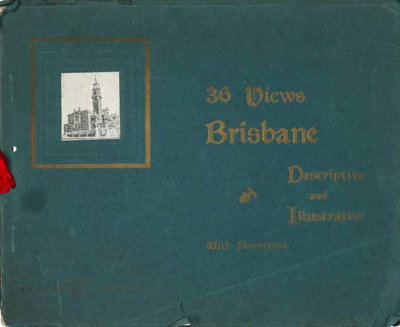 36 Views
Brisbane
Descriptive
and
Illustrative
With Panorama.